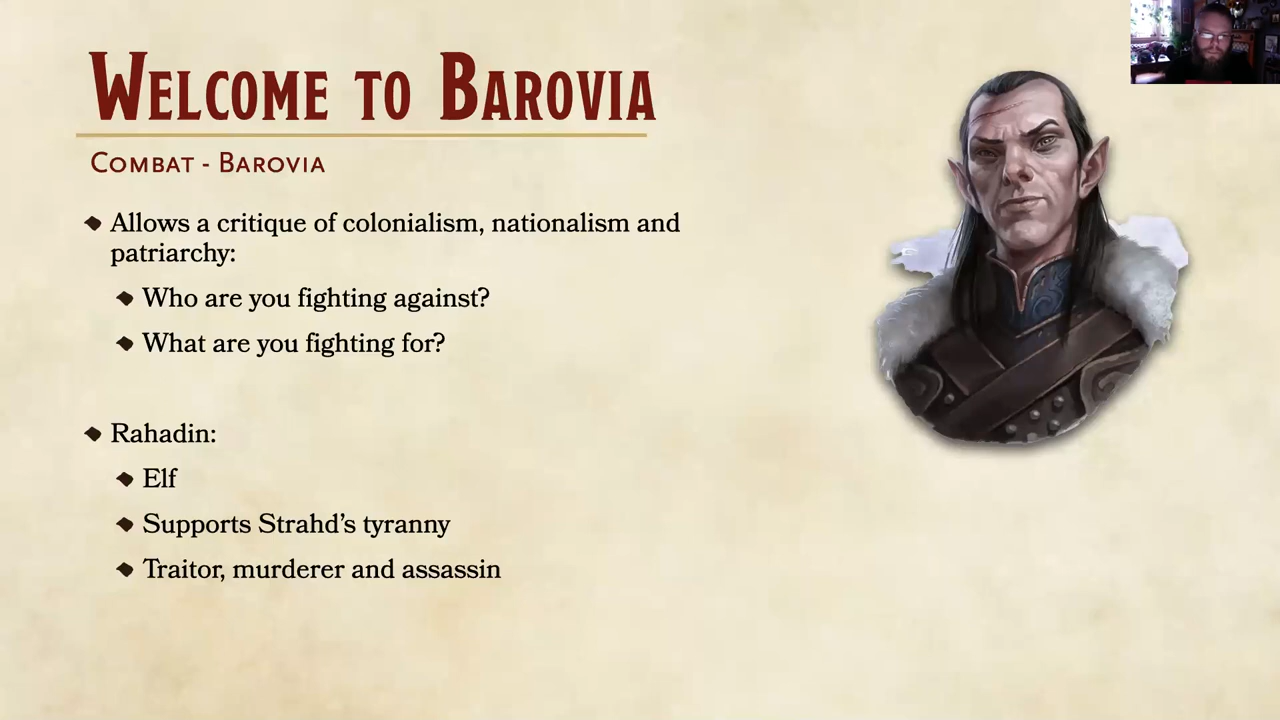 Welcome to Barovia
Combat - Barovia
Allows a critique of colonialism, nationalism and
patriarchy:
Who are you fighting against?
What are you fighting for?
Rahadin:
Elf
Supports Strahd's tyranny
Traitor, murderer and assassin